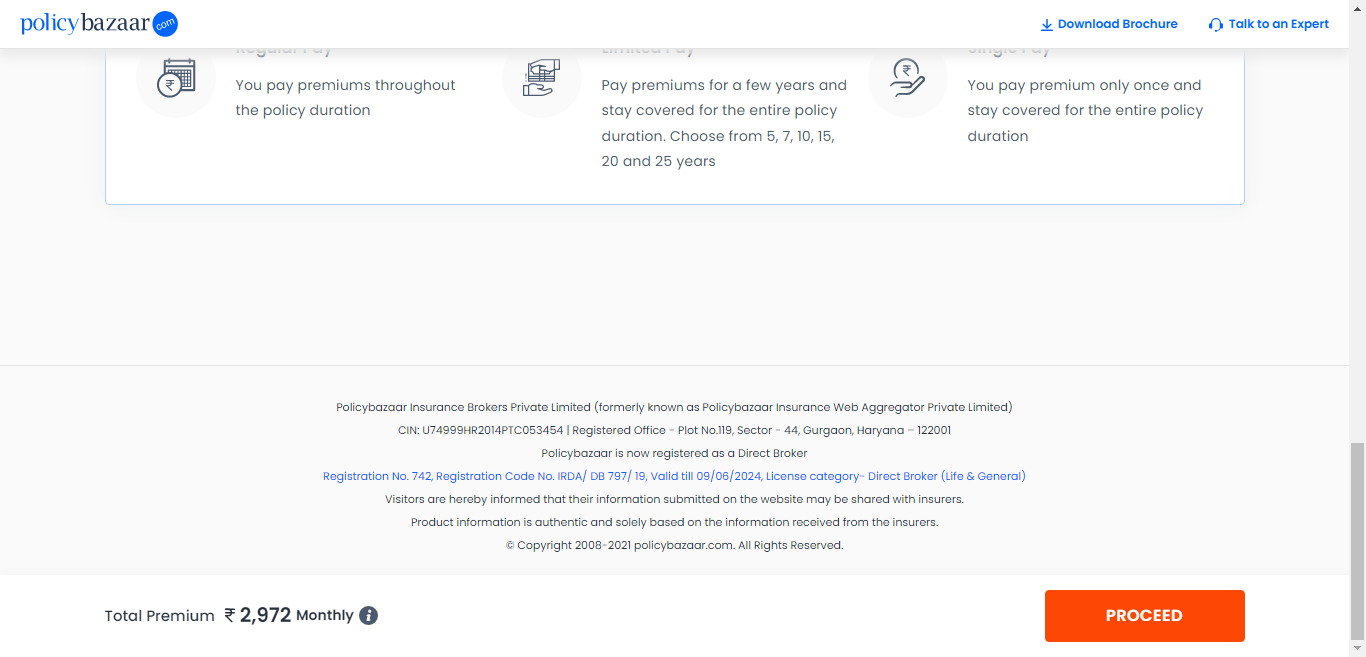 policybazaar com
Download Brochure
Talk to an Expert
Regular Pay
You pay premiums throughout
the policy duration
Limited Pay
Pay premiums for a few years and
stay covered for the entire policy
duration. Choose from 5, 7, 10, 15,
20 and 25 years
Single Pay
You pay premium only once and
stay covered for the entire policy
duration
Policybazaar Insurance Brokers Private Limited (formerly known as Policybazaar Insurance Web Aggregator Private Limited)
CIN: U74999HR2014PTC053454 | Registered Office - Plot No.119, Sector - 44, Gurgaon, Haryana – 122001
Policybazaar is now registered as a Direct Broker
Registration No. 742, Registration Code No. IRDA/ DB 797/ 19, Valid till 09/06/2024, License category- Direct Broker (Life & General)
Visitors are hereby informed that their information submitted on the website may be shared with insurers.
Product information is authentic and solely based on the information received from the insurers.
© Copyright 2008-2021 policybazaar.com. All Rights Reserved.
Total Premium ₹ 2,972 Monthly i
PROCEED